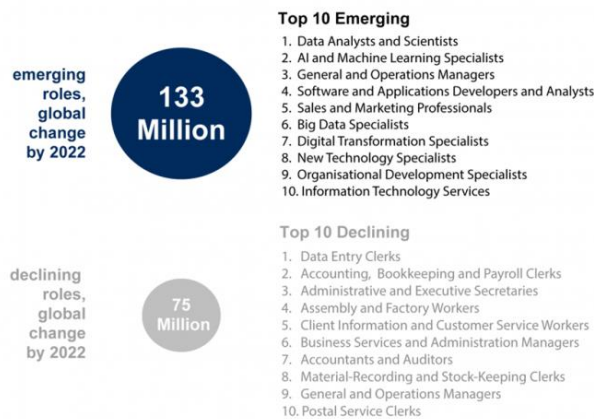 Top 10 Emerging
1. Data Analysts and Scientists
2. AI and Machine Learning Specialists
3. General and Operations Managers
4. Software and Applications Developers and Analysts
5. Sales and Marketing Professionals
6. Big Data Specialists
7. Digital Transformation Specialists
8. New Technology Specialists
9. Organisational Development Specialists
10. Information Technology Services
emerging
roles,
global
change
by 2022
133
Million
Top 10 Declining
1. Data Entry Clerks
2. Accounting, Bookkeeping and Payroll Clerks
3. Administrative and Executive Secretaries
4. Assembly and Factory Workers
5. Client Information and Customer Service Workers
6. Business Services and Administration Managers
7. Accountants and Auditors
8. Material-Recording and Stock-Keeping Clerks
9. General and Operations Managers
10. Postal Service Clerks
declining
roles,
global
change
by 2022
75
Million